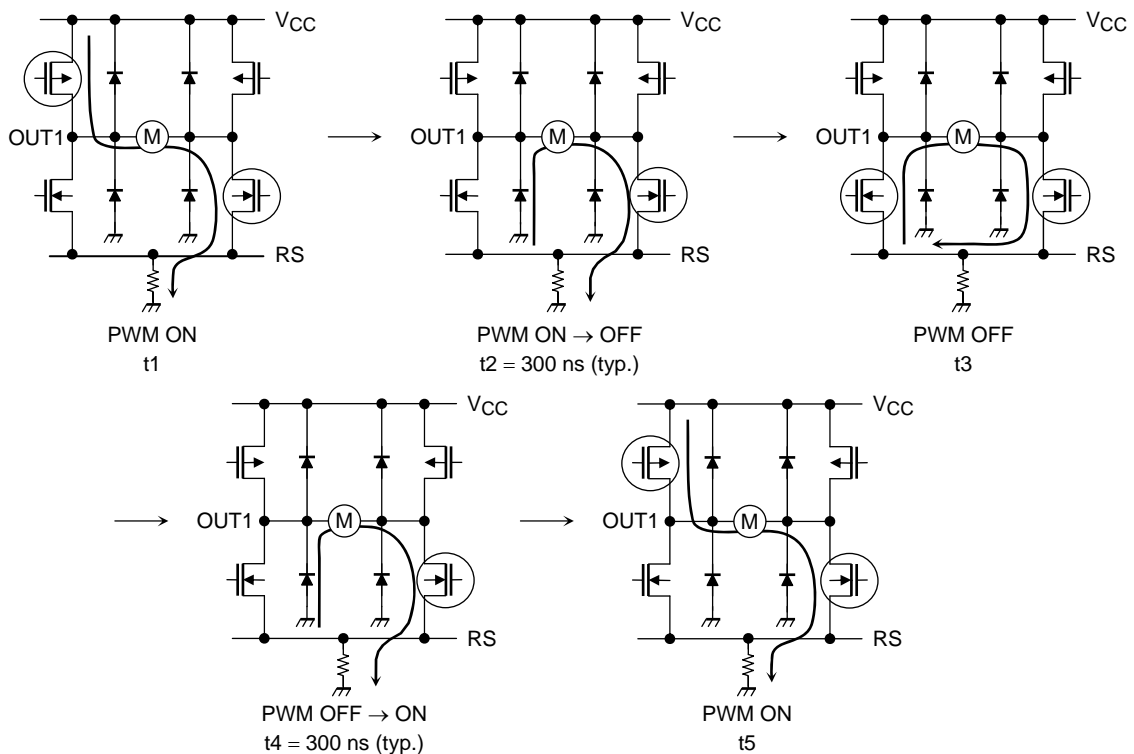 VCC
OUT1
M
RS
PWM ON
t1
VCC
OUT1
M
RS
PWM ON → OFF
t2 = 300 ns (typ.)
VCC
OUT1
M
RS
PWM OFF
t3
VCC
OUT1
M
RS
PWM OFF → ON
t4 = 300 ns (typ.)
VCC
OUT1
M
RS
PWM ON
t5